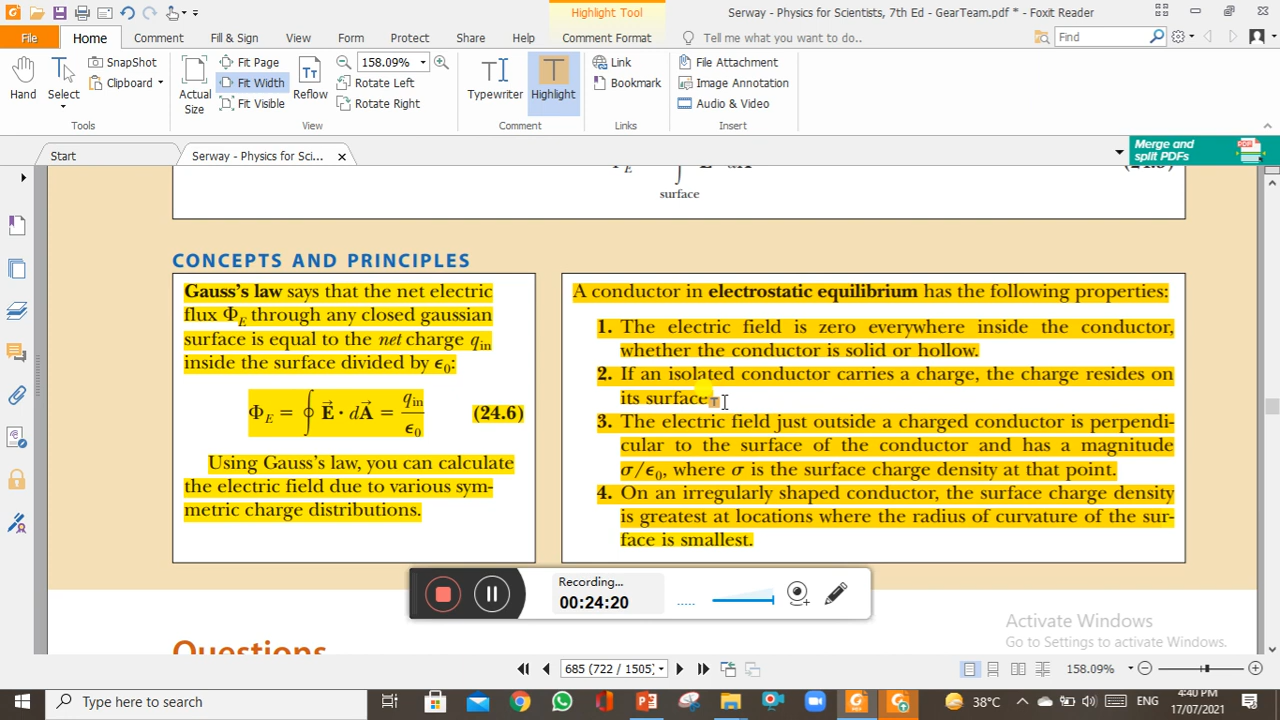 Highlight Tool
Serway - Physics for Scientists, 7th Ed - GearTeam.pdf * - Foxit Reader
File Home Comment Fill & Sign View Form Protect Share Help Comment Format Tell me what you want to do.. Find
Hand
Select
SnapShot
Clipboard
Tools
Actual Size
Fit Page
Fit Width
Fit Visible
Reflow
158.09%
Rotate Left
Rotate Right
View
Typewriter
Highlight
Comment
Link
Bookmark
Links
File Attachment
Image Annotation
Audio & Video
Insert
Start
Serway - Physics for Sci...
Merge and
split PDFs
surface
CONCEPTS AND PRINCIPLES
Gauss's law says that the net electric
flux Φ_E through any closed gaussian
surface is equal to the net charge q_in
inside the surface divided by ϵ₀:
Φ_E = ∮ E⃗ · dA⃗ = q_in / ϵ₀ (24.6)
Using Gauss's law, you can calculate
the electric field due to various sym-
metric charge distributions.
A conductor in electrostatic equilibrium has the following properties:
1. The electric field is zero everywhere inside the conductor,
whether the conductor is solid or hollow.
2. If an isolated conductor carries a charge, the charge resides on
its surface
3. The electric field just outside a charged conductor is perpendi-
cular to the surface of the conductor and has a magnitude
σ/ϵ₀, where σ is the surface charge density at that point.
4. On an irregularly shaped conductor, the surface charge density
is greatest at locations where the radius of curvature of the sur-
face is smallest.
Recording...
00:24:20
Questions
Activate Windows
Go to Settings to activate Windows.
685 (722 / 1505)
158.09%
Type here to search
38°C
ENG
4:40 PM
17/07/2021